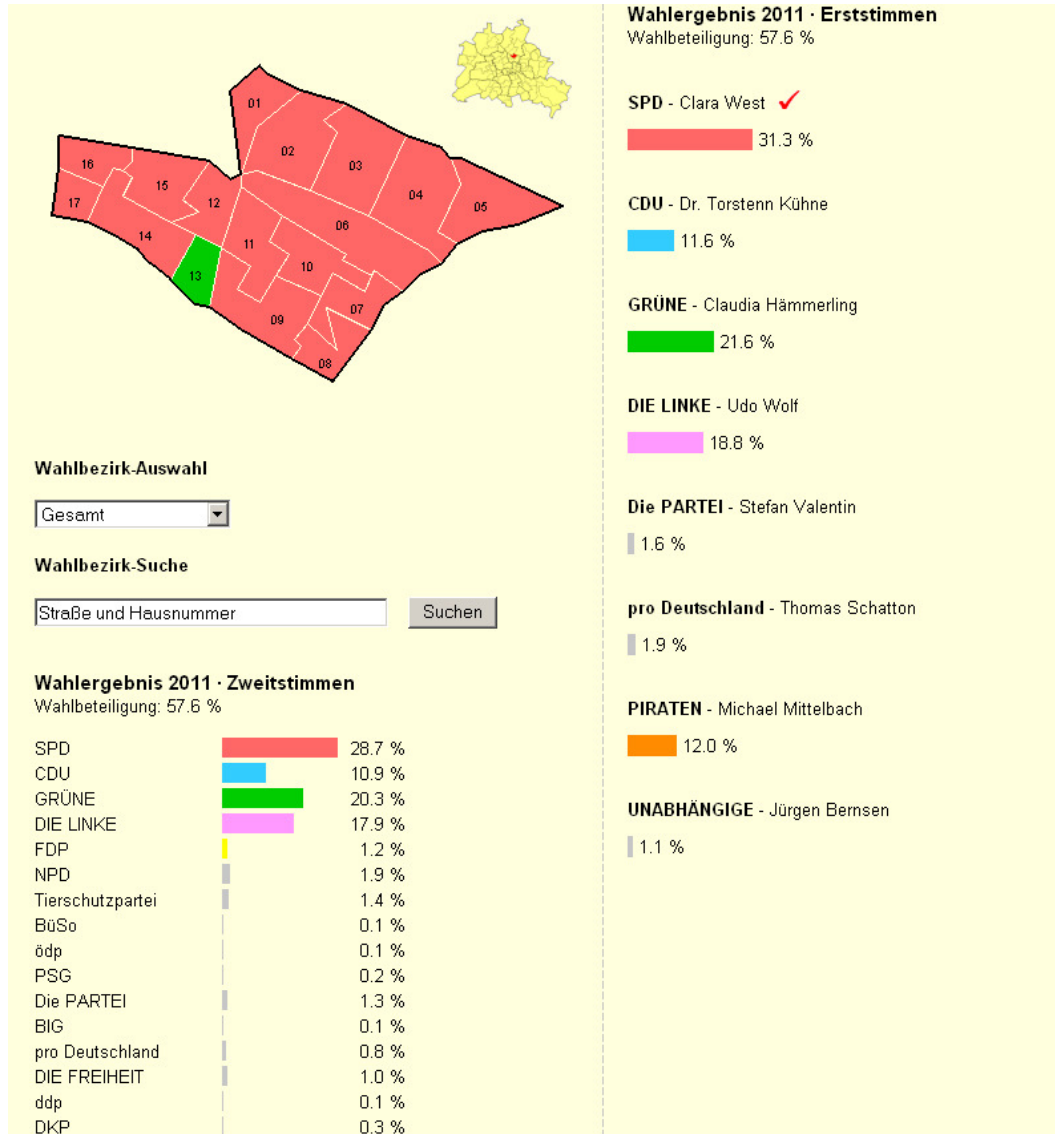 01
02
03
04
05
06
07
08
09
10
11
12
13
14
15
16
17
Wahlbezirk-Auswahl
Gesamt
Wahlbezirk-Suche
Straße und Hausnummer
Suchen
Wahlergebnis 2011 · Zweitstimmen
Wahlbeteiligung: 57.6 %
SPD 28.7 %
CDU 10.9 %
GRÜNE 20.3 %
DIE LINKE 17.9 %
FDP 1.2 %
NPD 1.9 %
Tierschutzpartei 1.4 %
BüSo 0.1 %
ödp 0.1 %
PSG 0.2 %
Die PARTEI 1.3 %
BIG 0.1 %
pro Deutschland 0.8 %
DIE FREIHEIT 1.0 %
ddp 0.1 %
DKP 0.3 %
Wahlergebnis 2011 · Erststimmen
Wahlbeteiligung: 57.6 %
SPD - Clara West
31.3 %
CDU - Dr. Torstenn Kühne
11.6 %
GRÜNE - Claudia Hämmerling
21.6 %
DIE LINKE - Udo Wolf
18.8 %
Die PARTEI - Stefan Valentin
1.6 %
pro Deutschland - Thomas Schatton
1.9 %
PIRATEN - Michael Mittelbach
12.0 %
UNABHÄNGIGE - Jürgen Bernsen
1.1 %